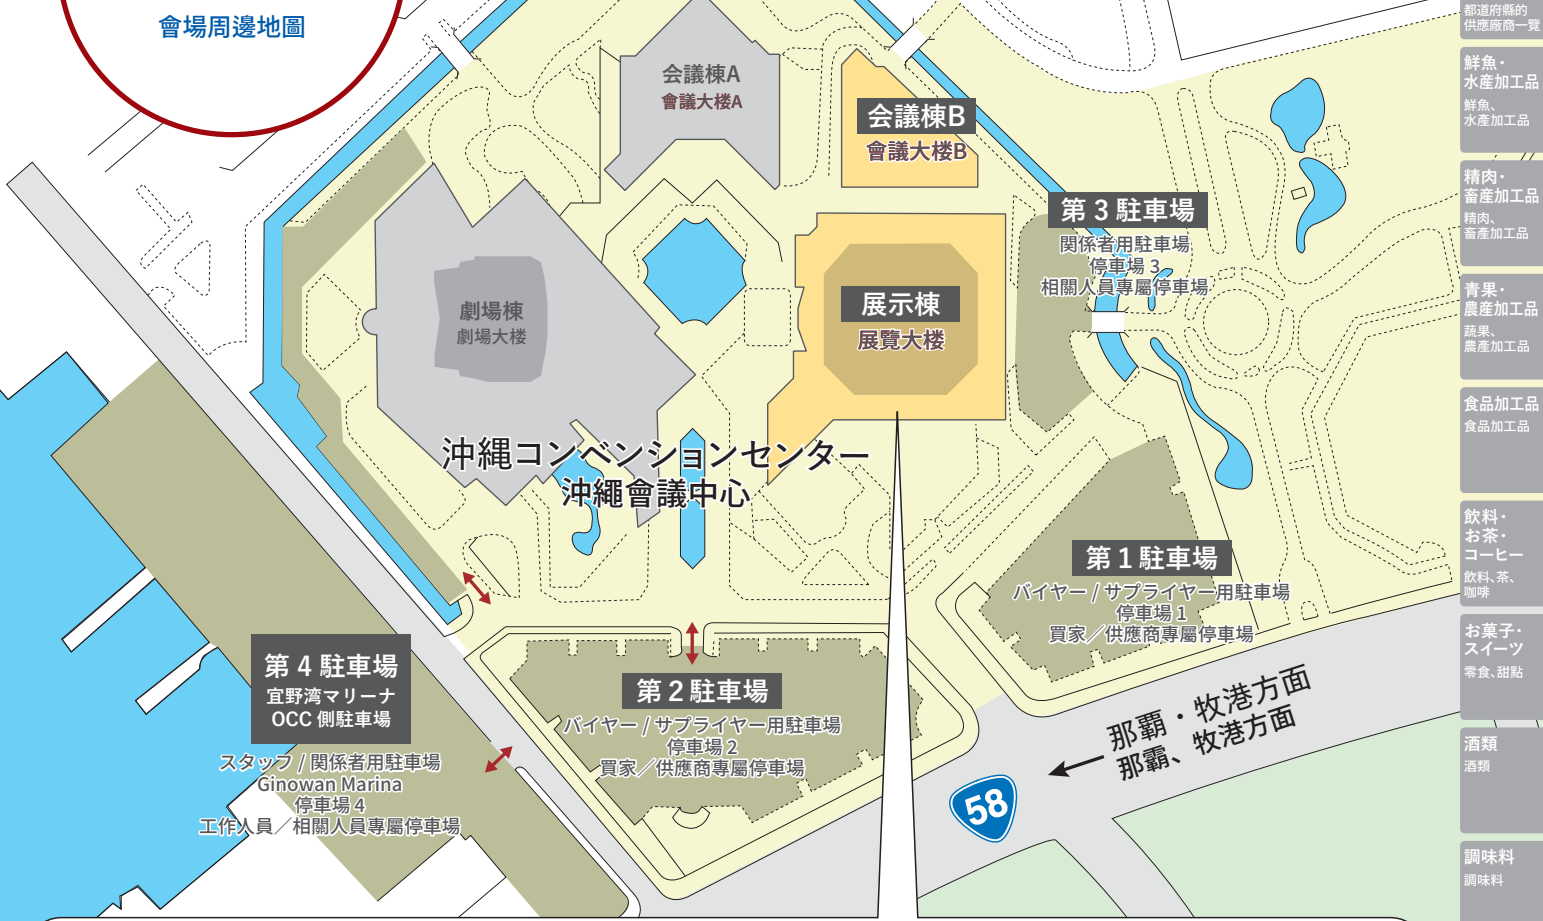 會場周邊地圖
会議棟A
會議大楼A
会議棟B
會議大楼B
第3駐車場
関係者用駐車場
停車場 3
相關人員專屬停車場
劇場棟
劇場大楼
展示棟
展覽大楼
沖縄コンベンションセンター
沖繩會議中心
第1駐車場
バイヤー / サプライヤー用駐車場
停車場 1
買家／供應商專屬停車場
第2駐車場
バイヤー / サプライヤー用駐車場
停車場 2
買家／供應商專屬停車場
第4駐車場
宜野湾マリーナ
OCC 側駐車場
スタッフ / 関係者用駐車場
Ginowan Marina
停車場 4
工作人員／相關人員專屬停車場
那覇・牧港方面
那霸、牧港方面
58
都道府縣的
供應廠商一覽
鮮魚・
水産加工品
鮮魚、
水產加工品
精肉・
畜産加工品
精肉、
畜產加工品
青果・
農産加工品
蔬果、
農產加工品
食品加工品
食品加工品
飲料・
お茶・
コーヒー
飲料、茶、
咖啡
お菓子・
スイーツ
零食、甜點
酒類
酒類
調味料
調味料